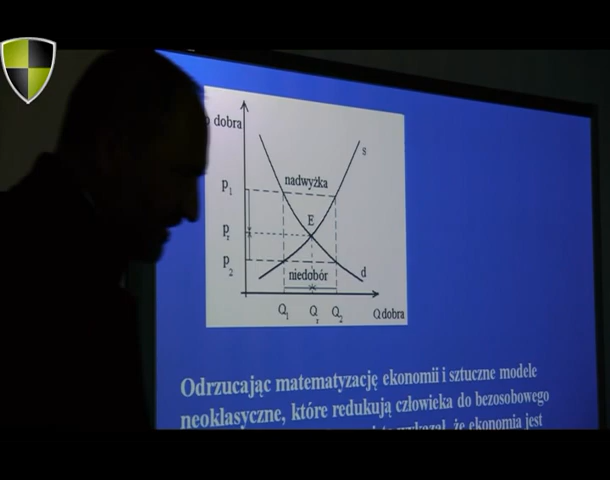 dobra
s
nadwyżka
p1
E
pr
p2
niedobór
d
Q1 Qr Q2 Q dobra
Odrzucając matematyzację ekonomii i sztuczne modele
neoklasyczne, które redukują człowieka do bezosobowego
że ekonomia jest